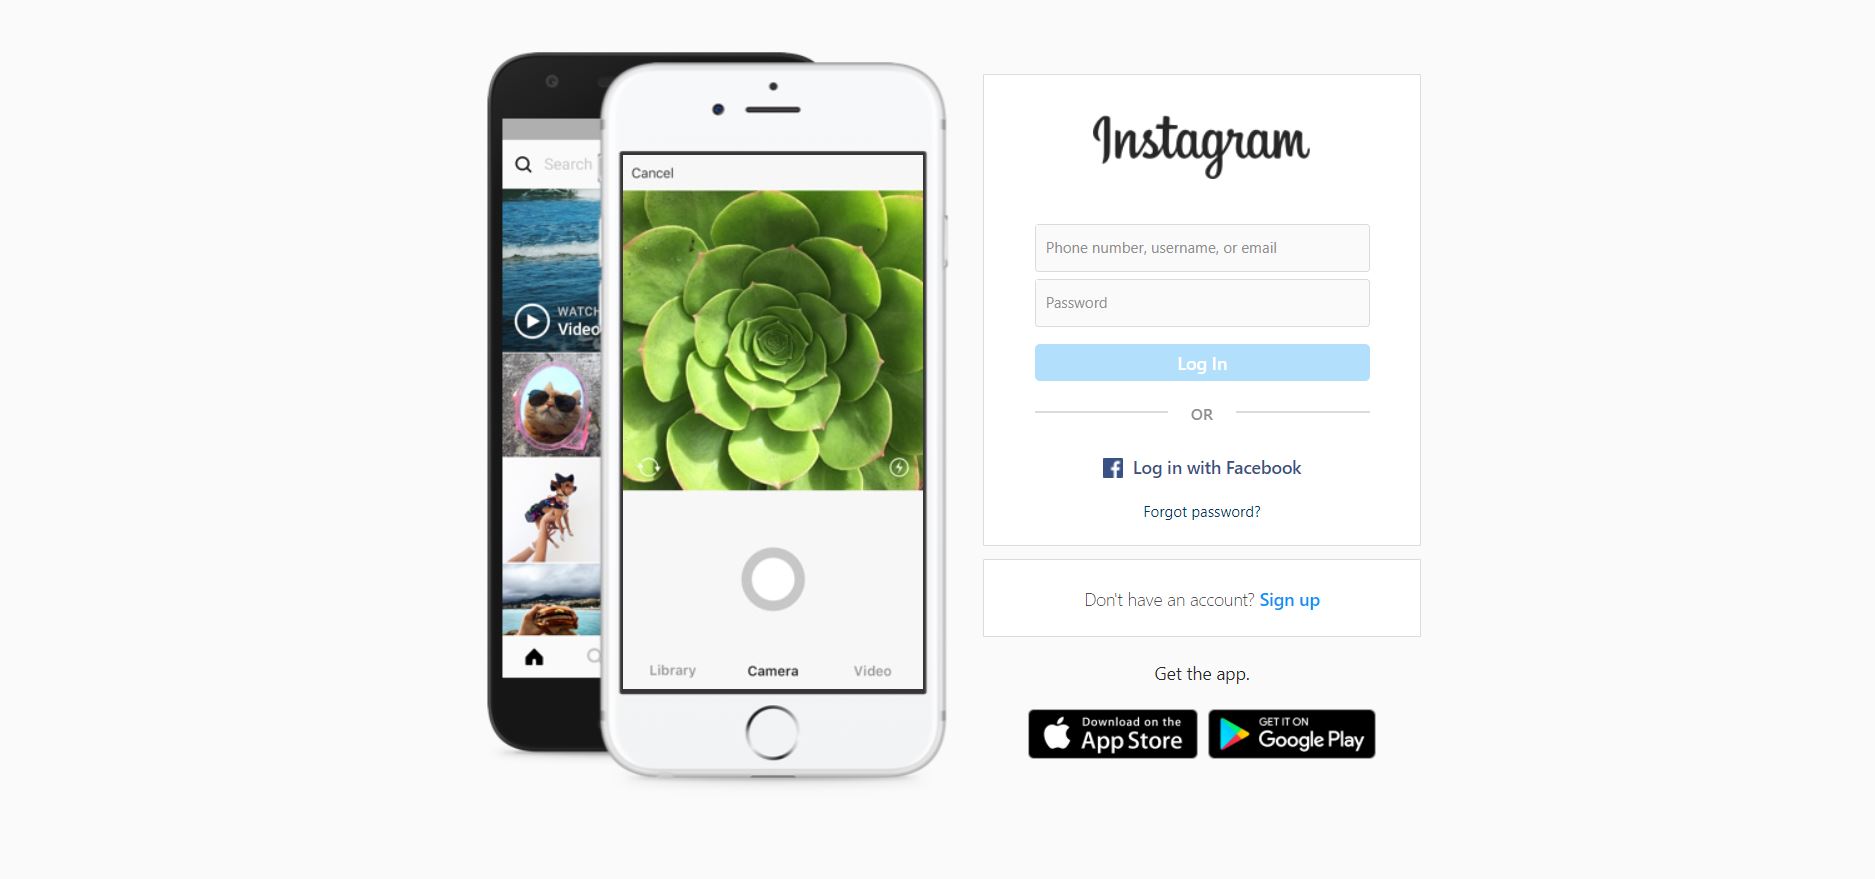 Search
WATCH
Video
Cancel
Library
Camera
Video
Instagram
Phone number, username, or email
Password
Log In
OR
Log in with Facebook
Forgot password?
Don't have an account? Sign up
Get the app.
Download on the
App Store
GET IT ON
Google Play